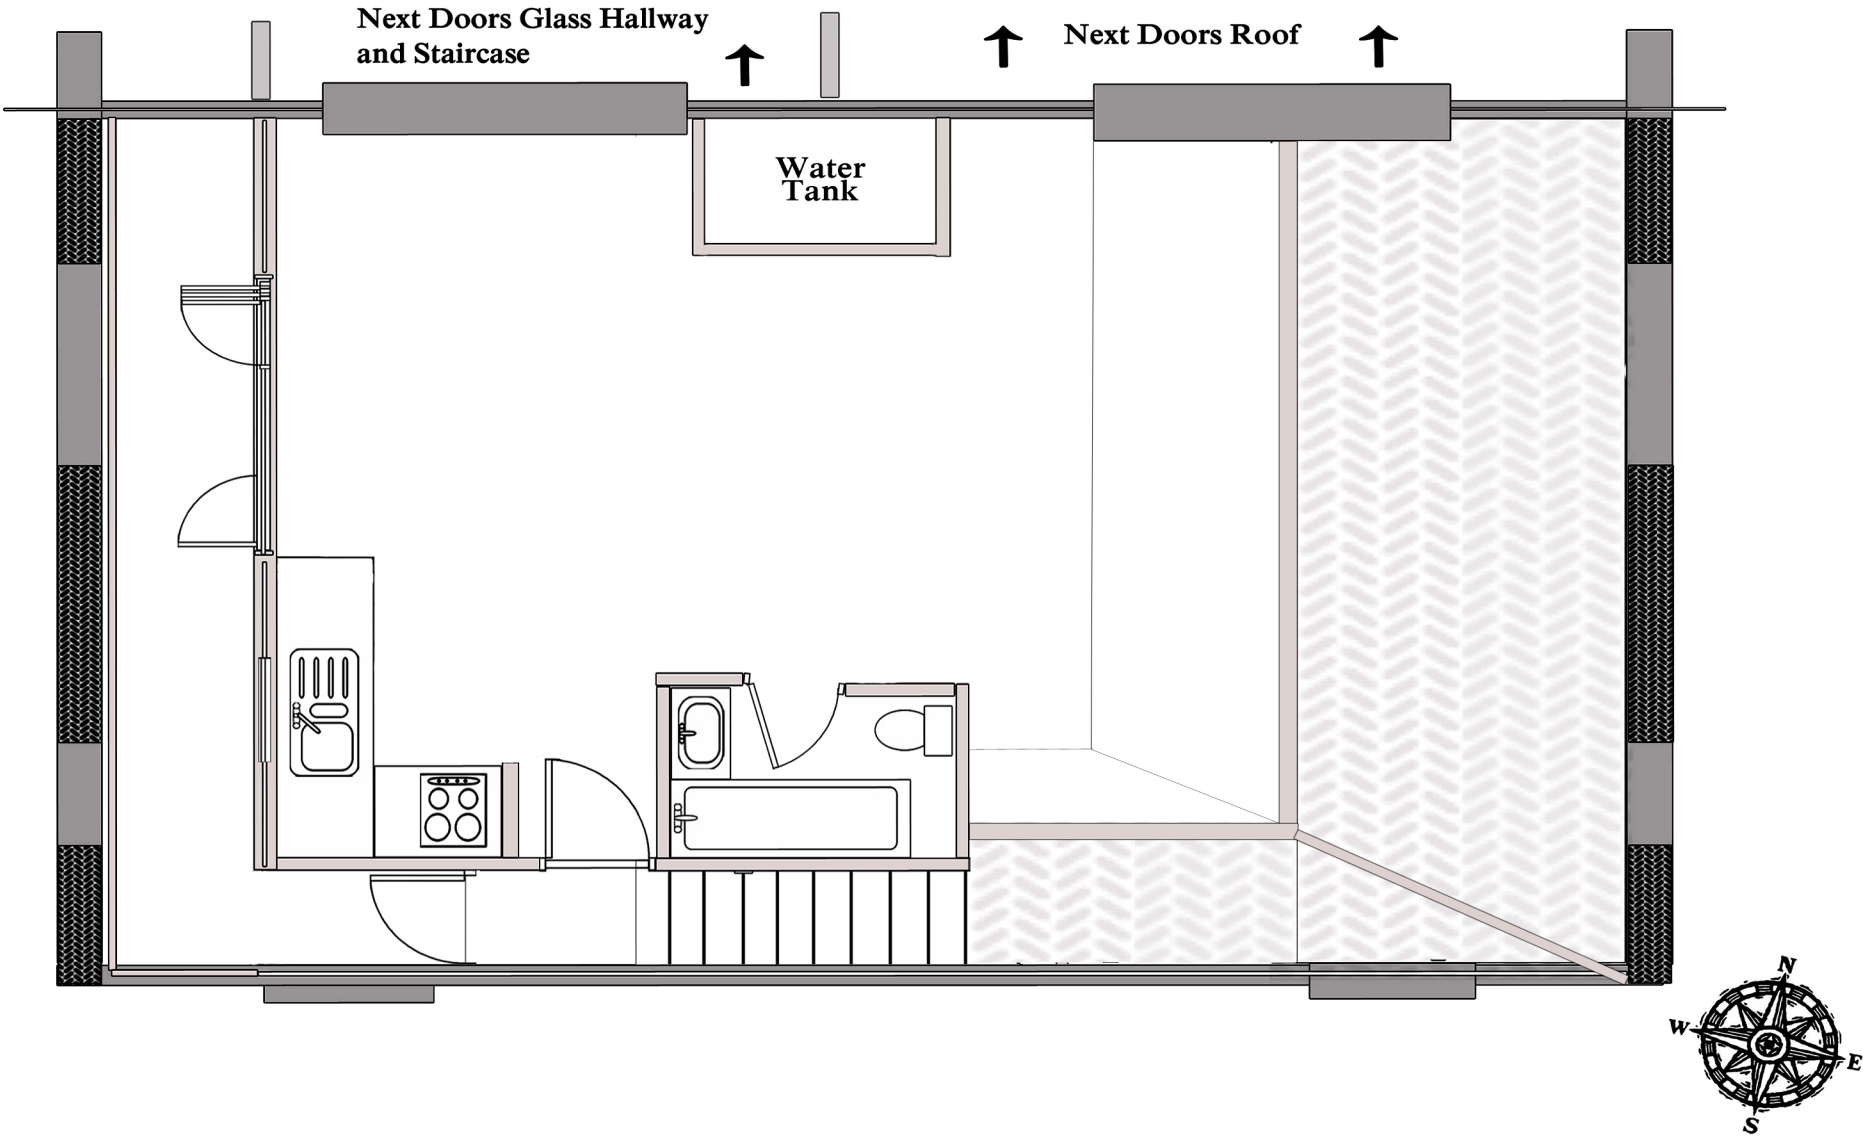 Next Doors Glass Hallway
and Staircase
Next Doors Roof
Water
Tank
N
W
E
S